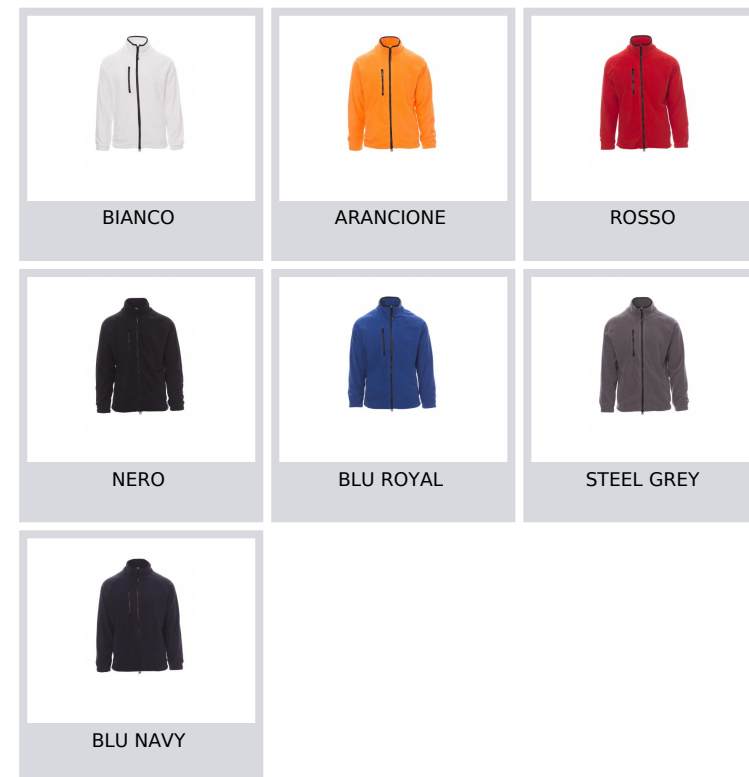 BIANCO
ARANCIONE
ROSSO
NERO
BLU ROYAL
STEEL GREY
BLU NAVY